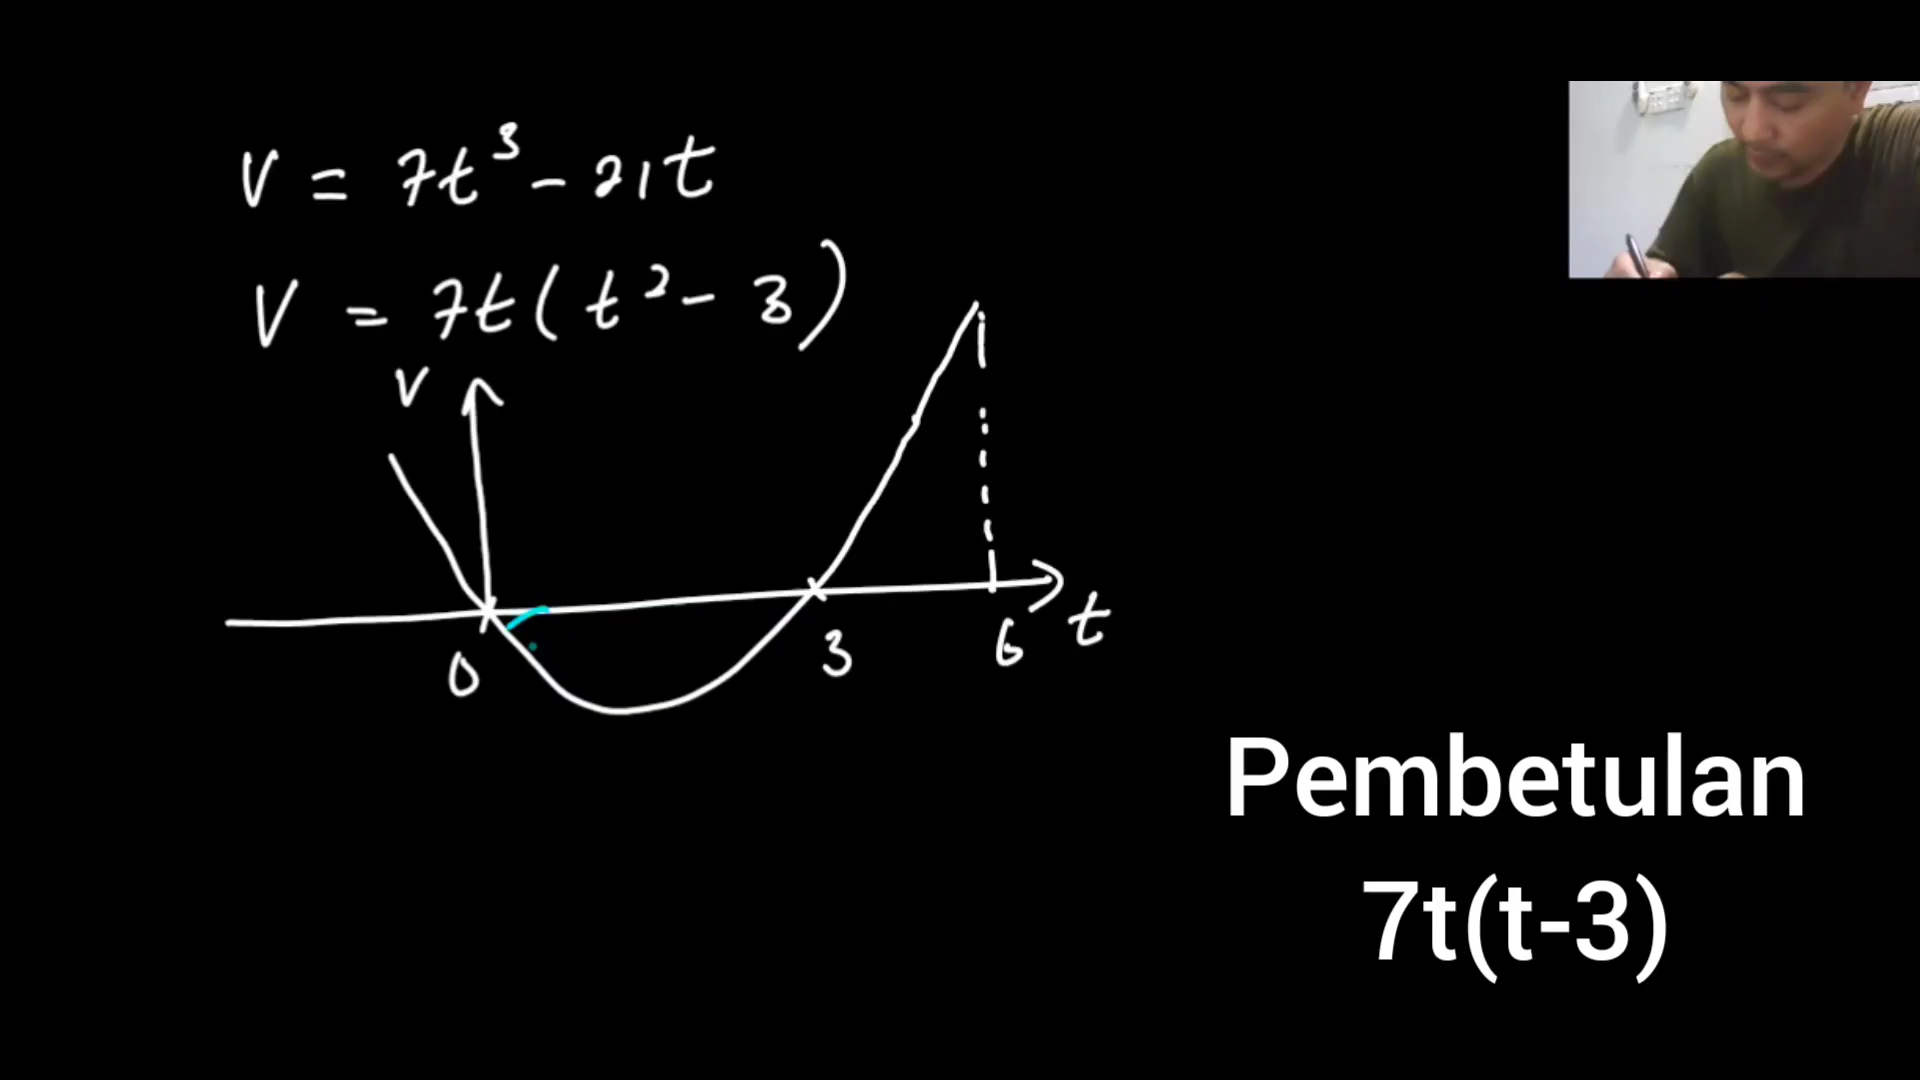 V = 7t³ - 21t
V = 7t(t² - 3)
V
0
3
6
t
Pembetulan
7t(t-3)